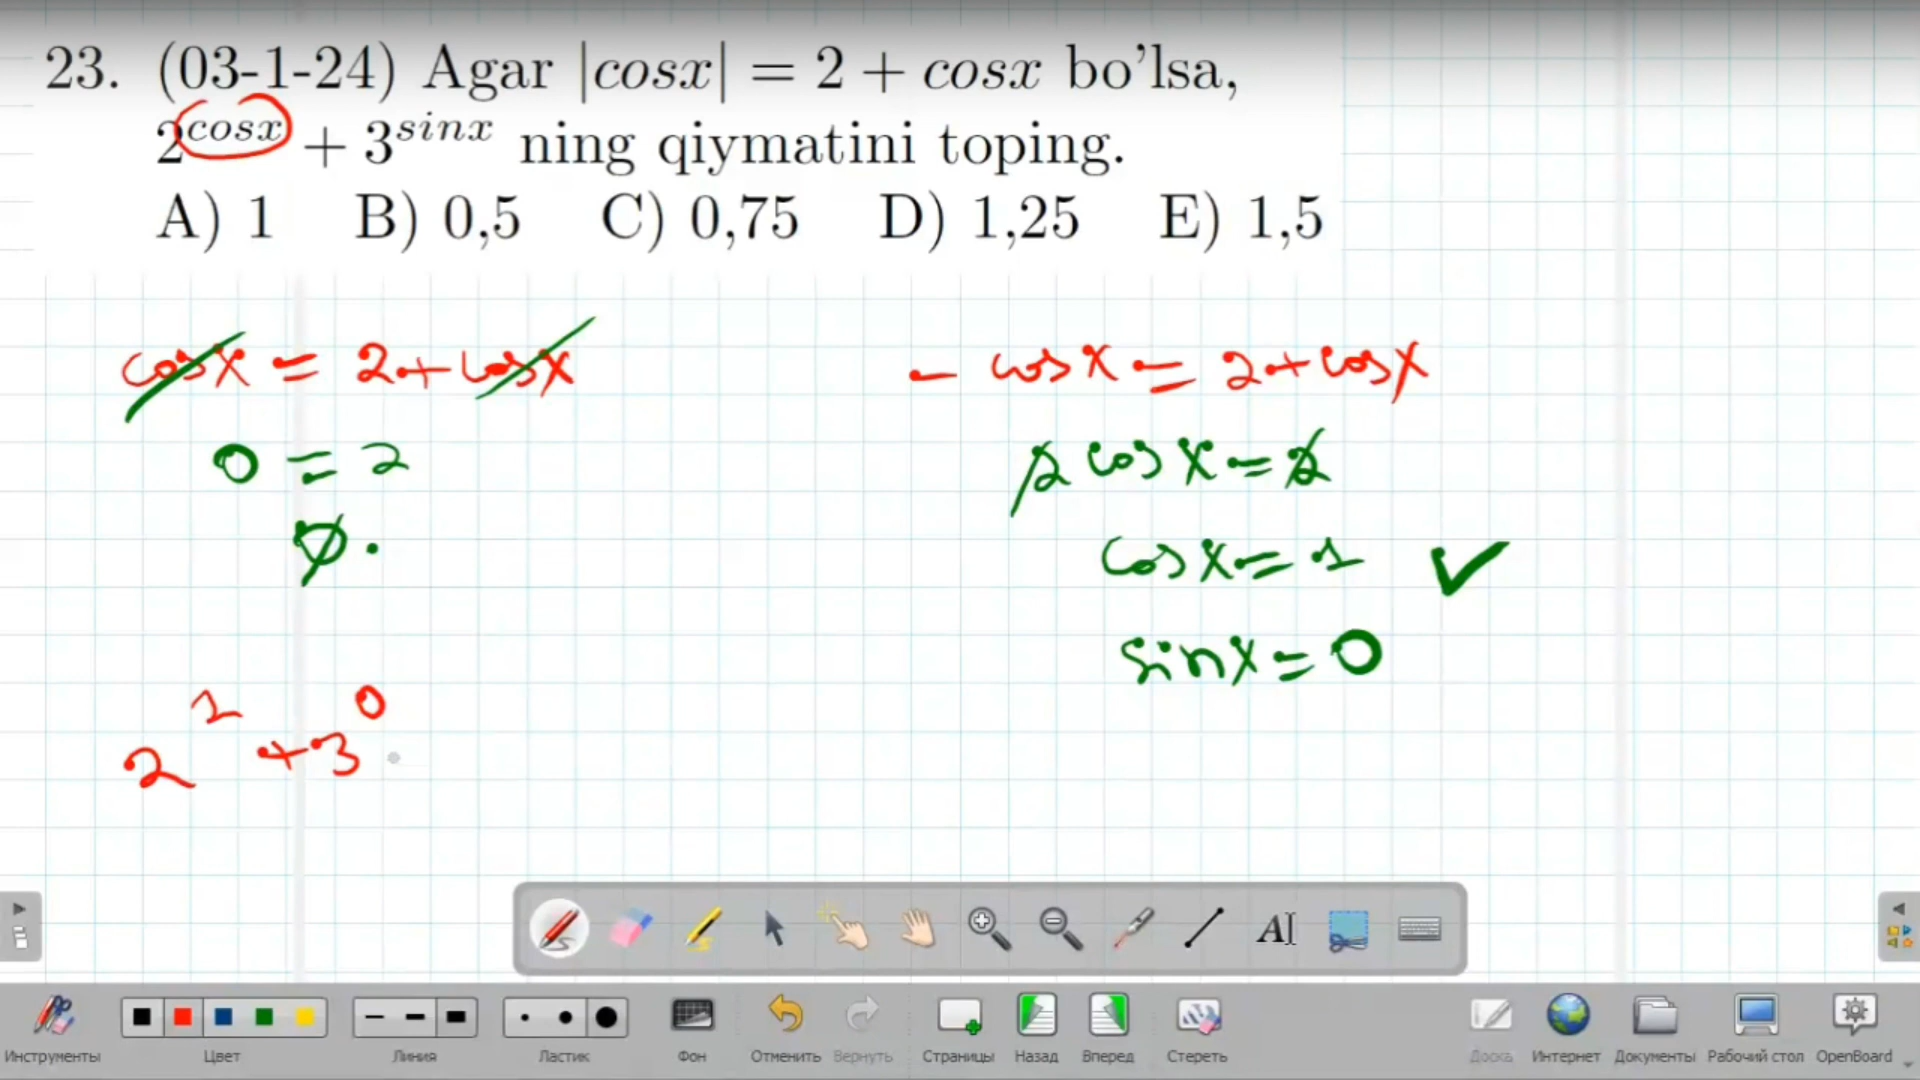 23. (03-1-24) Agar |cosx| = 2 + cosx bo'lsa,
2^{cosx} + 3^{sinx} ning qiymatini toping.
A) 1 B) 0,5 C) 0,75 D) 1,25 E) 1,5
cosx = 2+cosx
0 = 2
∅.
- cosx = 2+cosx
2cosx = 2
cosx = 1 ✓
sinx = 0
2^1 + 3^0
AI
Инструменты Цвет Линия Ластик Фон Отменить Вернуть Страницы Назад Вперед Стереть Доска Интернет Документы Рабочий стол OpenBoard